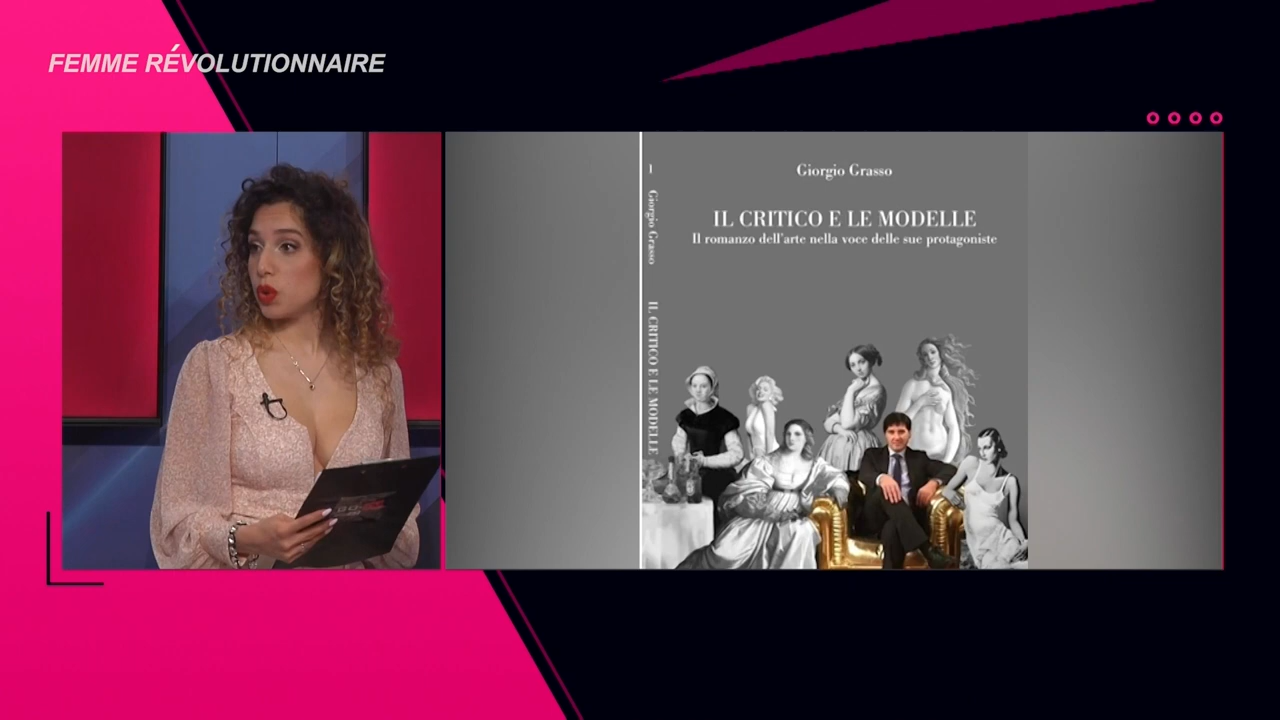 FEMME RÉVOLUTIONNAIRE
1
Giorgio Grasso
IL CRITICO E LE MODELLE
Giorgio Grasso
IL CRITICO E LE MODELLE
Il romanzo dell'arte nella voce delle sue protagoniste